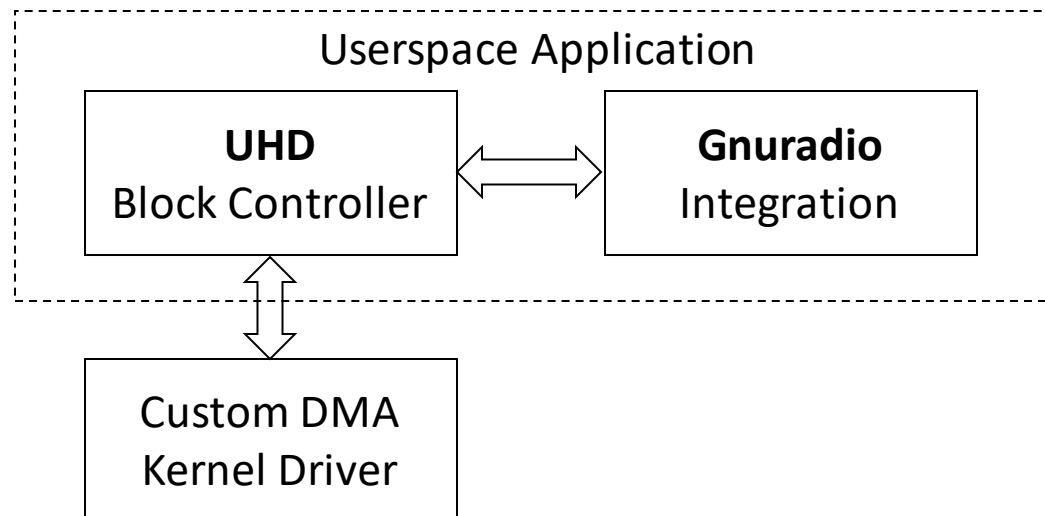 Userspace Application
UHD
Block Controller
Gnuradio
Integration
Custom DMA
Kernel Driver